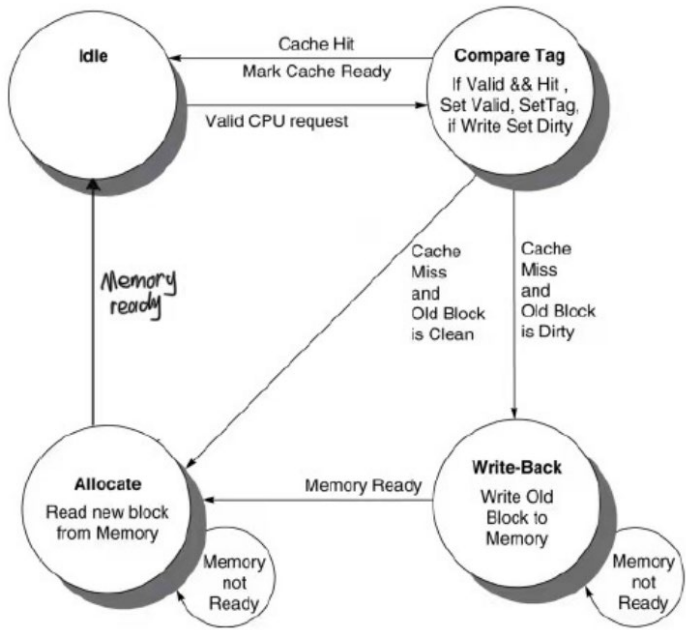 Idle
Cache Hit
Mark Cache Ready
Valid CPU request
Compare Tag
If Valid && Hit ,
Set Valid, SetTag,
if Write Set Dirty
Memory
ready
Cache
Miss
and
Old Block
is Clean
Cache
Miss
and
Old Block
is Dirty
Allocate
Read new block
from Memory
Memory
not
Ready
Memory Ready
Write-Back
Write Old
Block to
Memory
Memory
not
Ready